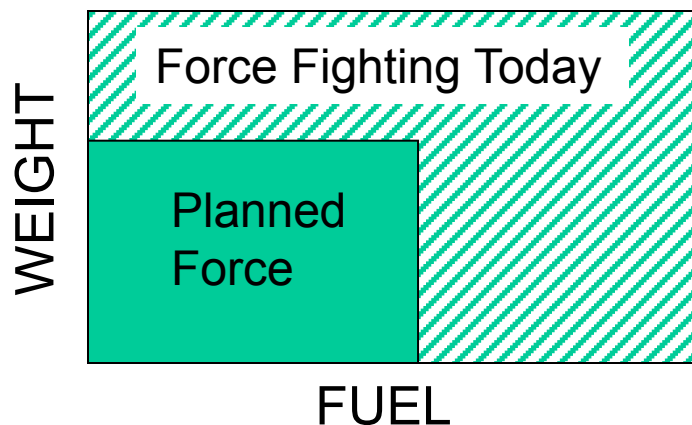 Force Fighting Today
WEIGHT
Planned
Force
FUEL